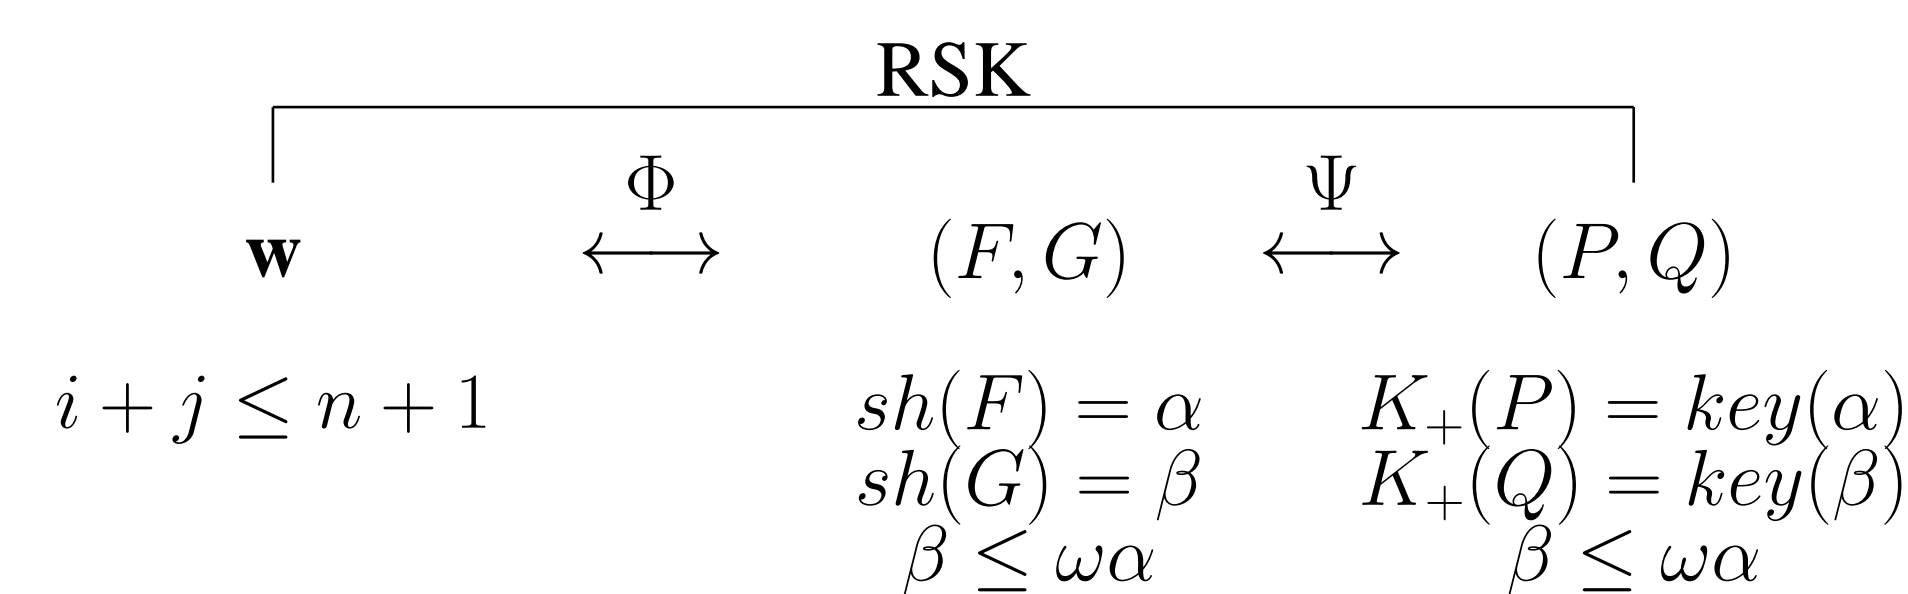 RSK
Φ Ψ
w ⟷ (F, G) ⟷ (P, Q)
i + j ≤ n + 1 sh(F) = α K₊(P) = key(α)
sh(G) = β K₊(Q) = key(β)
β ≤ ωα β ≤ ωα